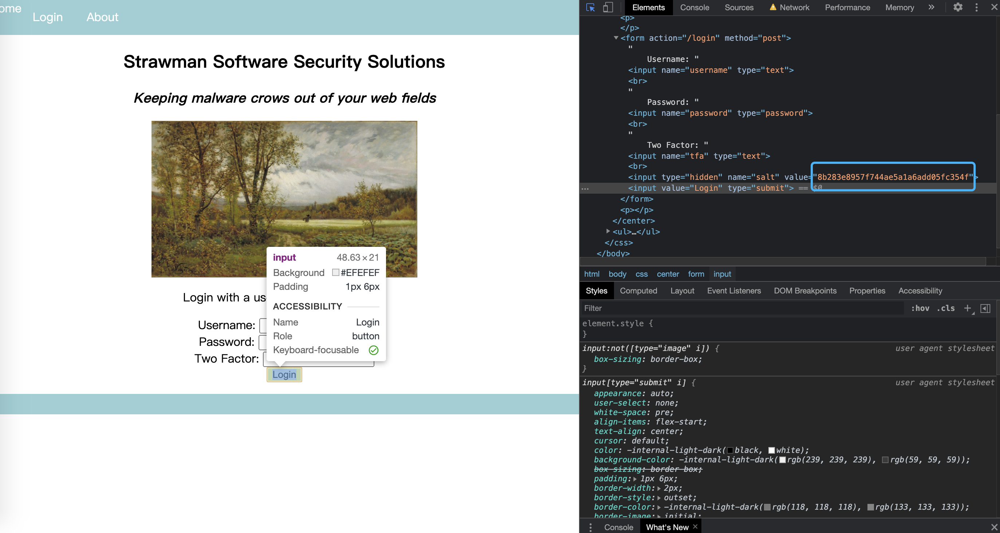 ome
Login About
Strawman Software Security Solutions
Keeping malware crows out of your web fields
input 48.63×21
Background #EFEFEF
Padding 1px 6px
ACCESSIBILITY
Name Login
Role button
Keyboard-focusable
Login with a us
Username:
Password:
Two Factor:
Login
Elements Console Sources Network Performance Memory »
<p>
</p>
<form action="/login" method="post">
"
Username: "
<input name="username" type="text">
<br>
"
Password: "
<input name="password" type="password">
<br>
"
Two Factor: "
<input name="tfa" type="text">
<br>
<input type="hidden" name="salt" value="8b283e8957f744ae5a1a6add05fc354f">
… <input value="Login" type="submit"> == $0
</form>
<p></p>
</center>
<ul>…</ul>
</css>
</body>
html body css center form input
Styles Computed Layout Event Listeners DOM Breakpoints Properties Accessibility
Filter :hov .cls +
element.style {
}
input:not([type="image" i]) { user agent stylesheet
box-sizing: border-box;
}
input[type="submit" i] { user agent stylesheet
appearance: auto;
user-select: none;
white-space: pre;
align-items: flex-start;
text-align: center;
cursor: default;
color: -internal-light-dark(black, white);
background-color: -internal-light-dark(rgb(239, 239, 239), rgb(59, 59, 59));
box-sizing: border-box;
padding: 1px 6px;
border-width: 2px;
border-style: outset;
border-color: -internal-light-dark(rgb(118, 118, 118), rgb(133, 133, 133));
border-image: initial;
Console What's New ×